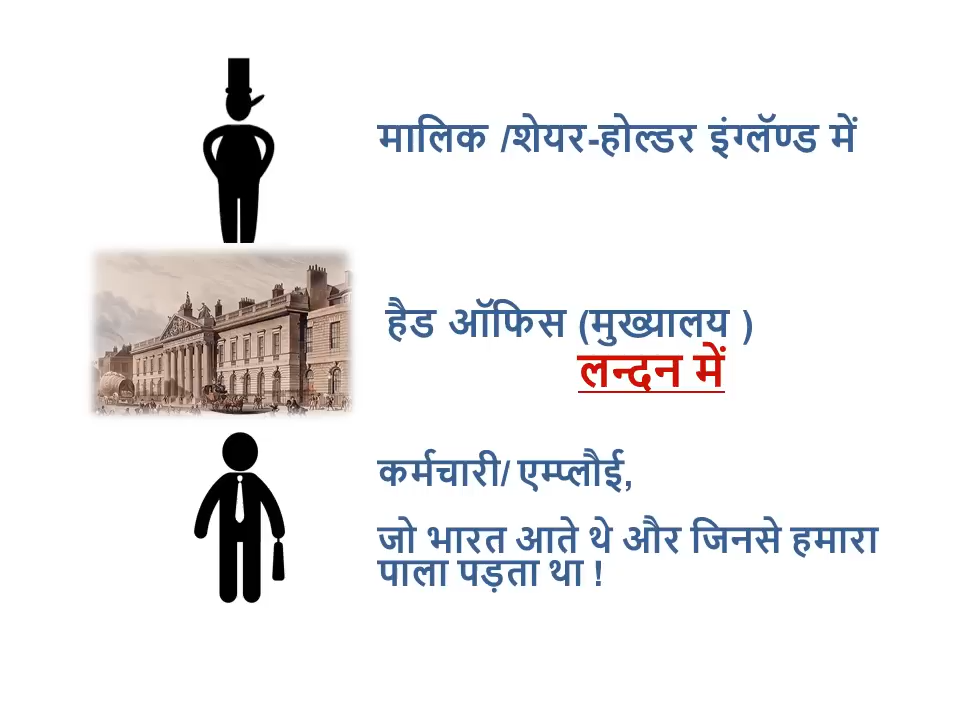 मालिक /शेयर-होल्डर इंग्लॅण्ड में
हैड ऑफिस (मुख्यालय )
लन्दन में
कर्मचारी/ एम्प्लौई,
जो भारत आते थे और जिनसे हमारा
पाला पड़ता था !